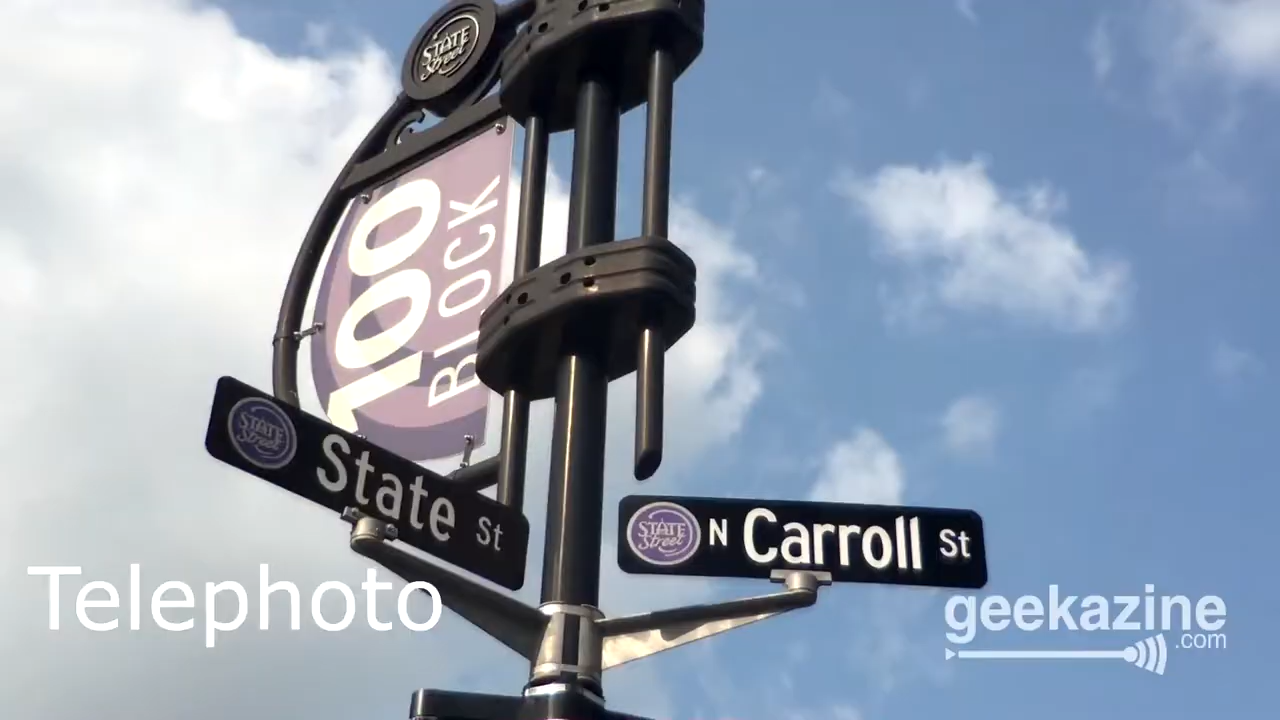 STATE
Street
100
BLOCK
STATE
Street
State St
STATE
Street
N Carroll St
Telephoto
geekazine
.com